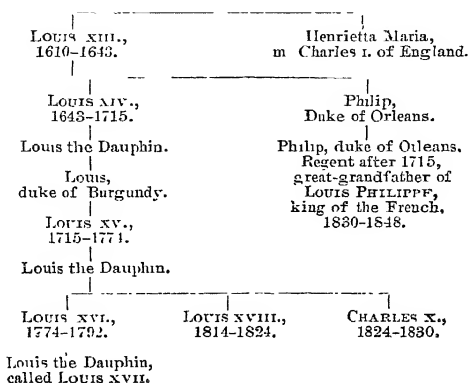 LOUIS XIII.,
1610–1643.
Henrietta Maria,
m Charles I. of England.
LOUIS XIV.,
1643–1715.
Philip,
Duke of Orleans.
Louis the Dauphin.
Philip, duke of Orleans.
Regent after 1715,
great-grandfather of
LOUIS PHILIPPE,
king of the French,
1830–1848.
Louis,
duke of Burgundy.
LOUIS XV.,
1715–1774.
Louis the Dauphin.
LOUIS XVI.,
1774–1792.
LOUIS XVIII.,
1814–1824.
CHARLES X.,
1824–1830.
Louis the Dauphin,
called LOUIS XVII.